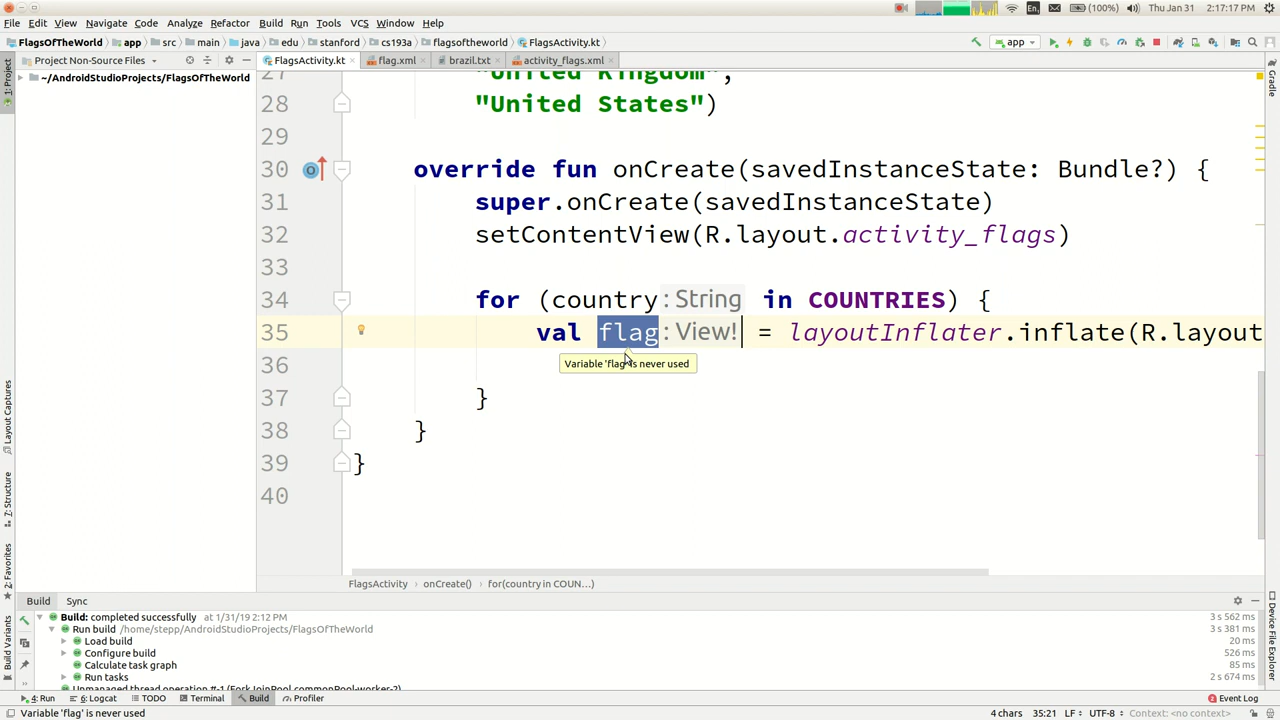 File Edit View Navigate Code Analyze Refactor Build Run Tools VCS Window Help
En (100%) Thu Jan 31 2:17:17 PM
FlagsOfTheWorld app src main java edu stanford cs193a flagsoftheworld FlagsActivity.kt app
Project Non-Source Files FlagsActivity.kt flag.xml brazil.txt activity_flags.xml
~/AndroidStudioProjects/FlagsOfTheWorld
1: Project
Gradle
27 "United Kingdom",
28 "United States")
29
30 override fun onCreate(savedInstanceState: Bundle?) {
31 super.onCreate(savedInstanceState)
32 setContentView(R.layout.activity_flags)
33
34 for (country: String in COUNTRIES) {
35 val flag: View! = layoutInflater.inflate(R.layout
Variable 'flag' is never used
36
37 }
38 }
39 }
40
Layout Captures
7: Structure
2: Favorites
Build Variants
Device File Explorer
FlagsActivity onCreate() for(country in COUN...)
Build Sync
Build: completed successfully at 1/31/19 2:12 PM 3 s 562 ms
Run build /home/stepp/AndroidStudioProjects/FlagsOfTheWorld 3 s 381 ms
Load build 20 ms
Configure build 526 ms
Calculate task graph 85 ms
Run tasks 2 s 674 ms
Unmanaged thread operation #-1 (ForkJoinPool.commonPool-worker-2)
4: Run 6: Logcat TODO Terminal Build Profiler Event Log
Variable 'flag' is never used 4 chars 35:21 LF UTF-8 Context: <no context>